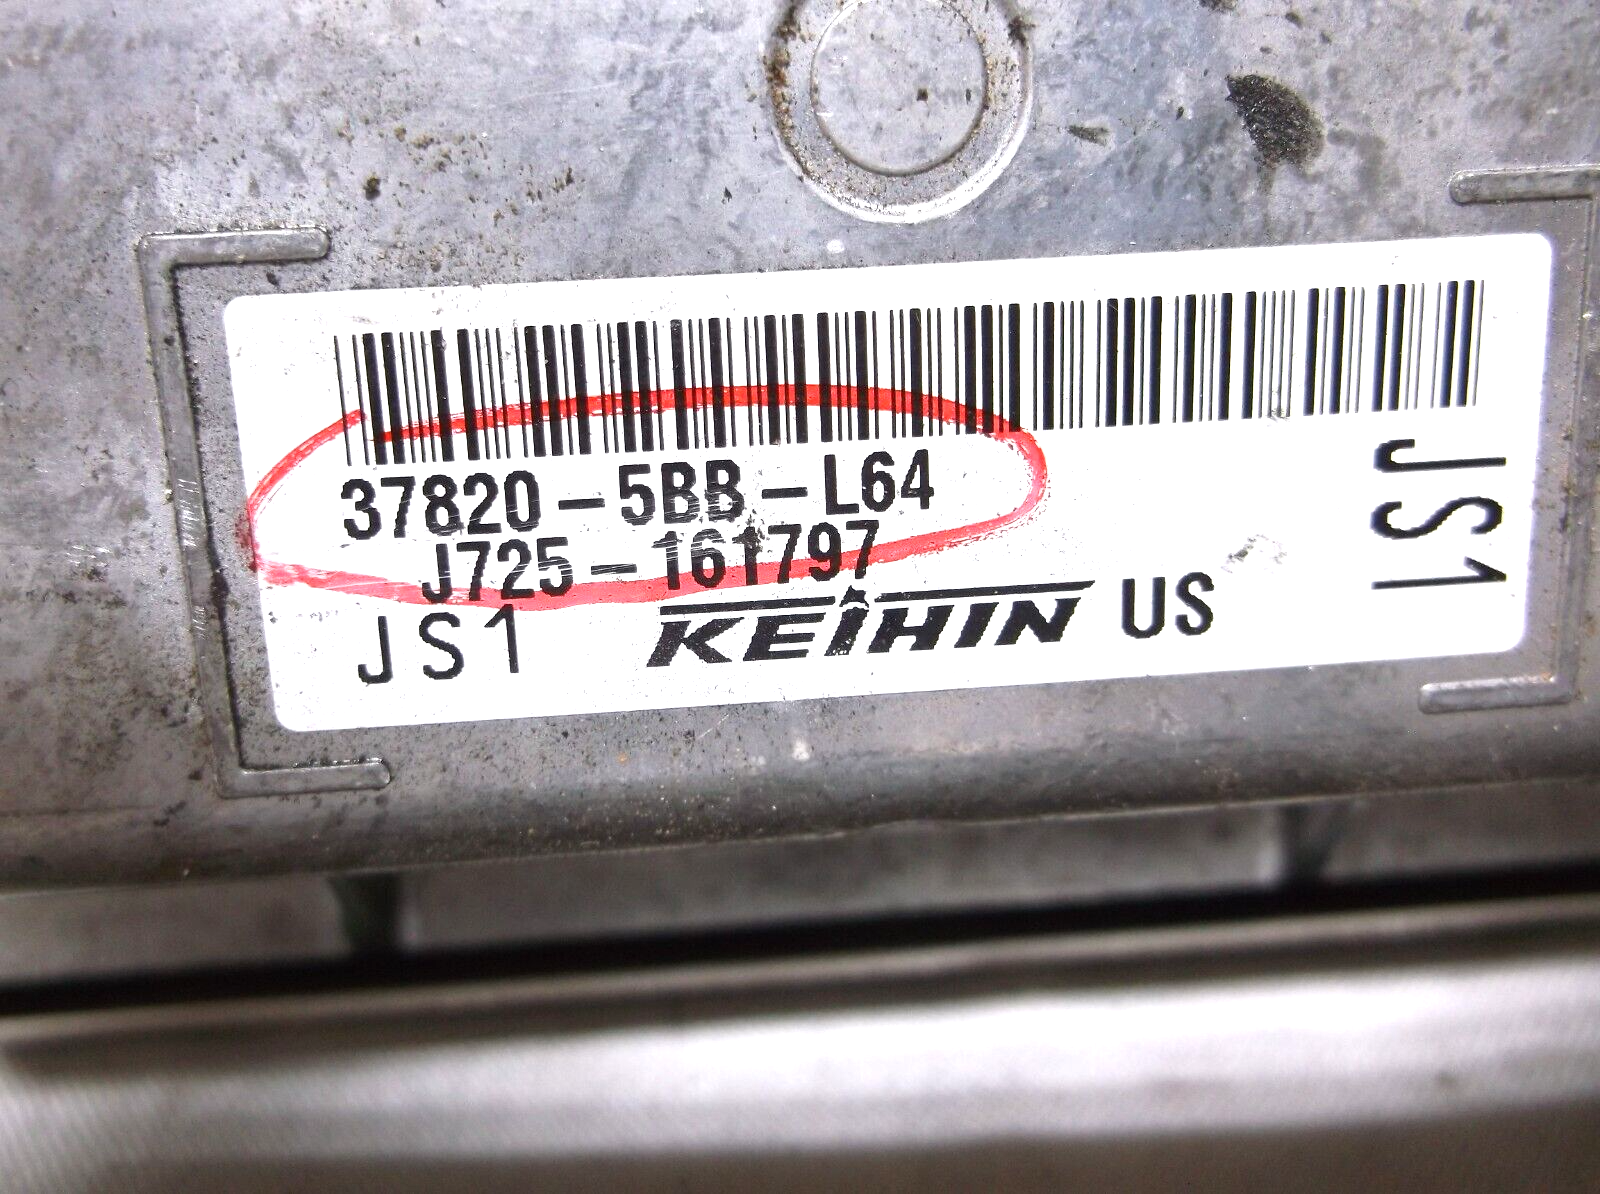 37820-5BB-L64
J725-161797
JS1 KEIHIN US
JS1